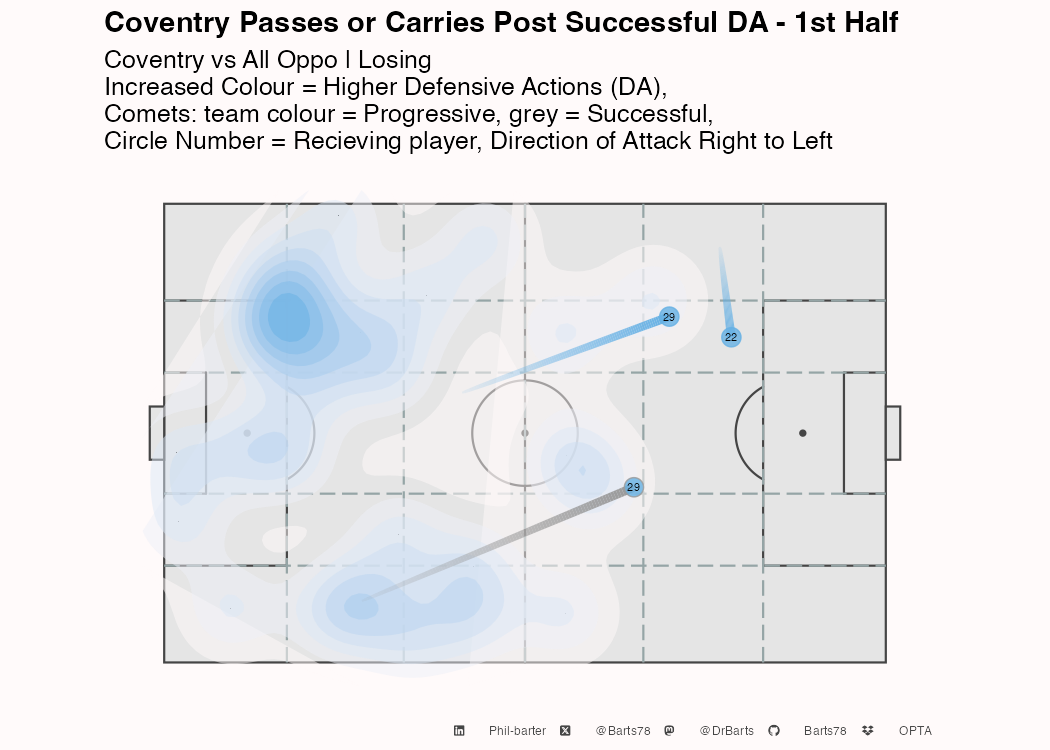 Coventry Passes or Carries Post Successful DA - 1st Half
Coventry vs All Oppo | Losing
Increased Colour = Higher Defensive Actions (DA),
Comets: team colour = Progressive, grey = Successful,
Circle Number = Recieving player, Direction of Attack Right to Left
29
22
29
Phil-barter @Barts78 @DrBarts Barts78 OPTA